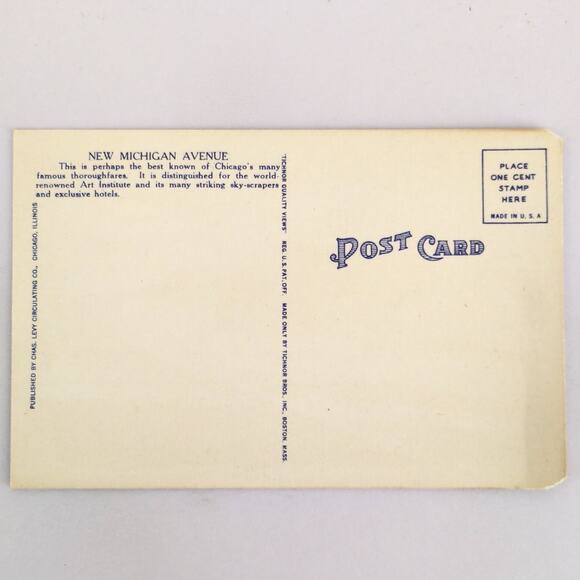 NEW MICHIGAN AVENUE
This is perhaps the best known of Chicago's many
famous thoroughfares. It is distinguished for the world-
renowned Art Institute and its many striking sky-scrapers
and exclusive hotels.
PUBLISHED BY CHAS. LEVY CIRCULATING CO., CHICAGO, ILLINOIS
"TICHNOR QUALITY VIEWS" REG. U. S. PAT. OFF. MADE ONLY BY TICHNOR BROS. INC., BOSTON, MASS.
POST CARD
PLACE
ONE CENT
STAMP
HERE
MADE IN U. S. A